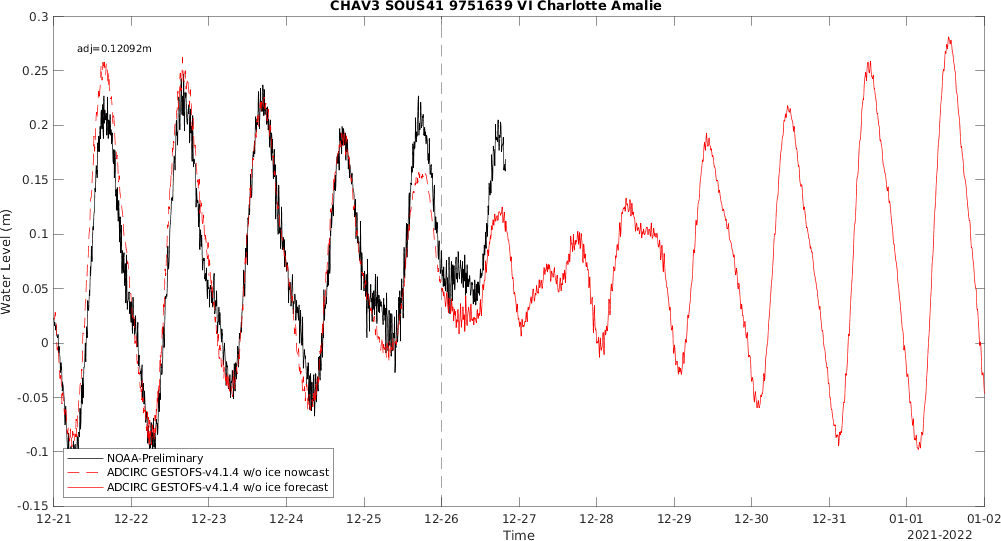 CHAV3 SOUS41 9751639 VI Charlotte Amalie
0.3
0.25
0.2
0.15
0.1
0.05
0
-0.05
-0.1
-0.15
Water Level (m)
adj=0.12092m
NOAA-Preliminary
ADCIRC GESTOFS-v4.1.4 w/o ice nowcast
ADCIRC GESTOFS-v4.1.4 w/o ice forecast
12-21 12-22 12-23 12-24 12-25 12-26 12-27 12-28 12-29 12-30 12-31 01-01 01-02
Time
2021-2022